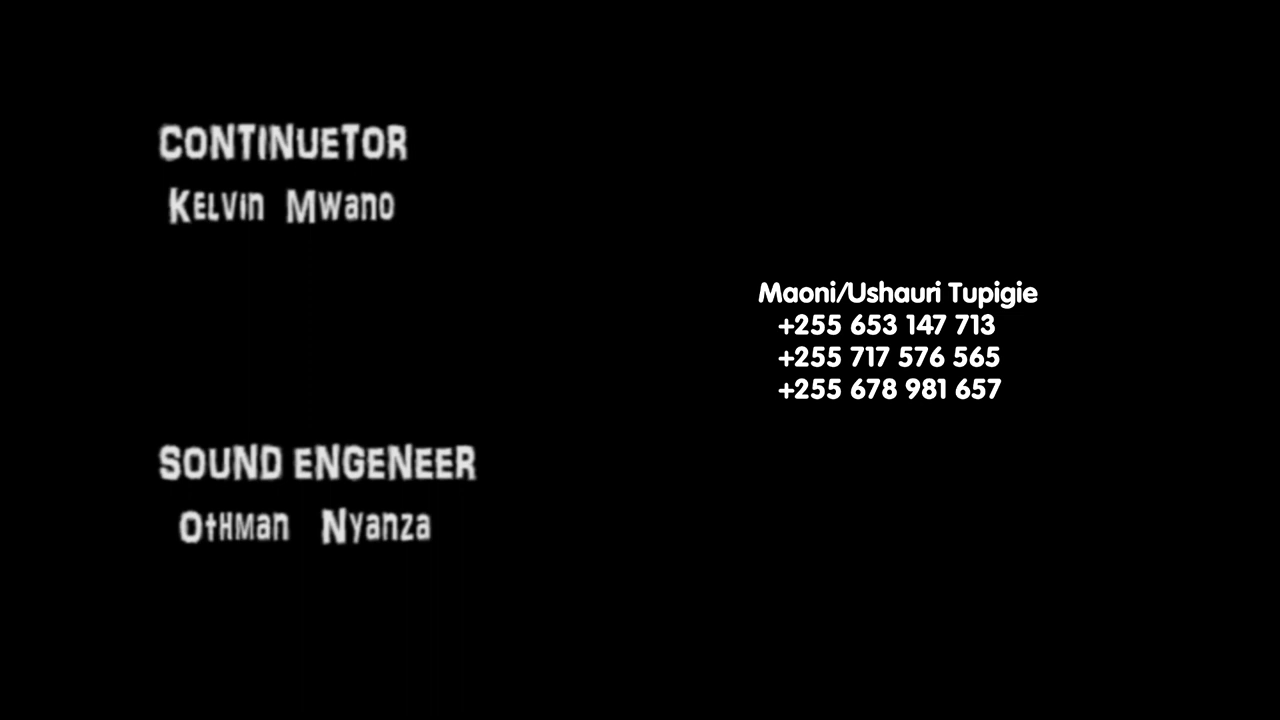 CONTINUETOR
Kelvin Mwano
Maoni/Ushauri Tupigie
+255 653 147 713
+255 717 576 565
+255 678 981 657
SOUND ENGENEER
Othman Nyanza